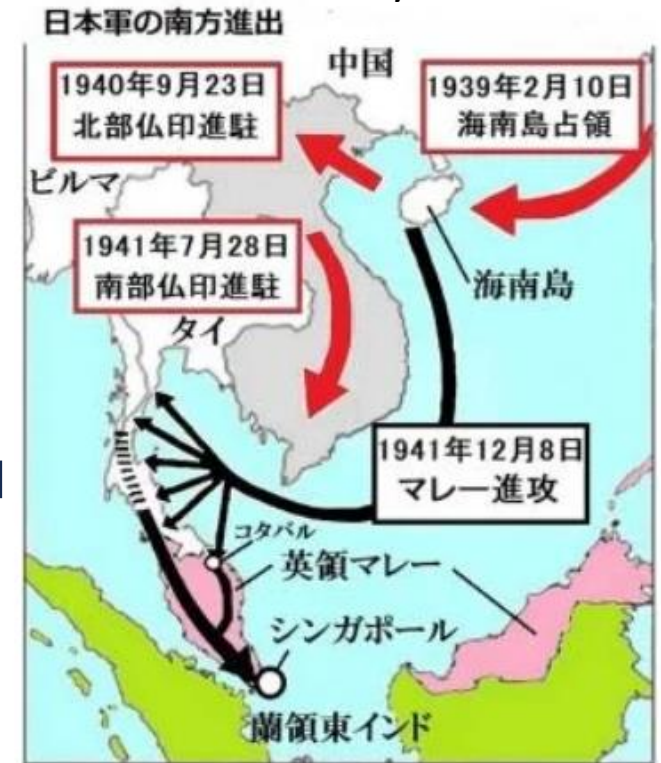 日本軍の南方進出
中国
1940年9月23日
北部仏印進駐
1939年2月10日
海南島占領
ビルマ
1941年7月28日
南部仏印進駐
海南島
タイ
1941年12月8日
マレー進攻
コタバル
英領マレー
シンガポール
蘭領東インド